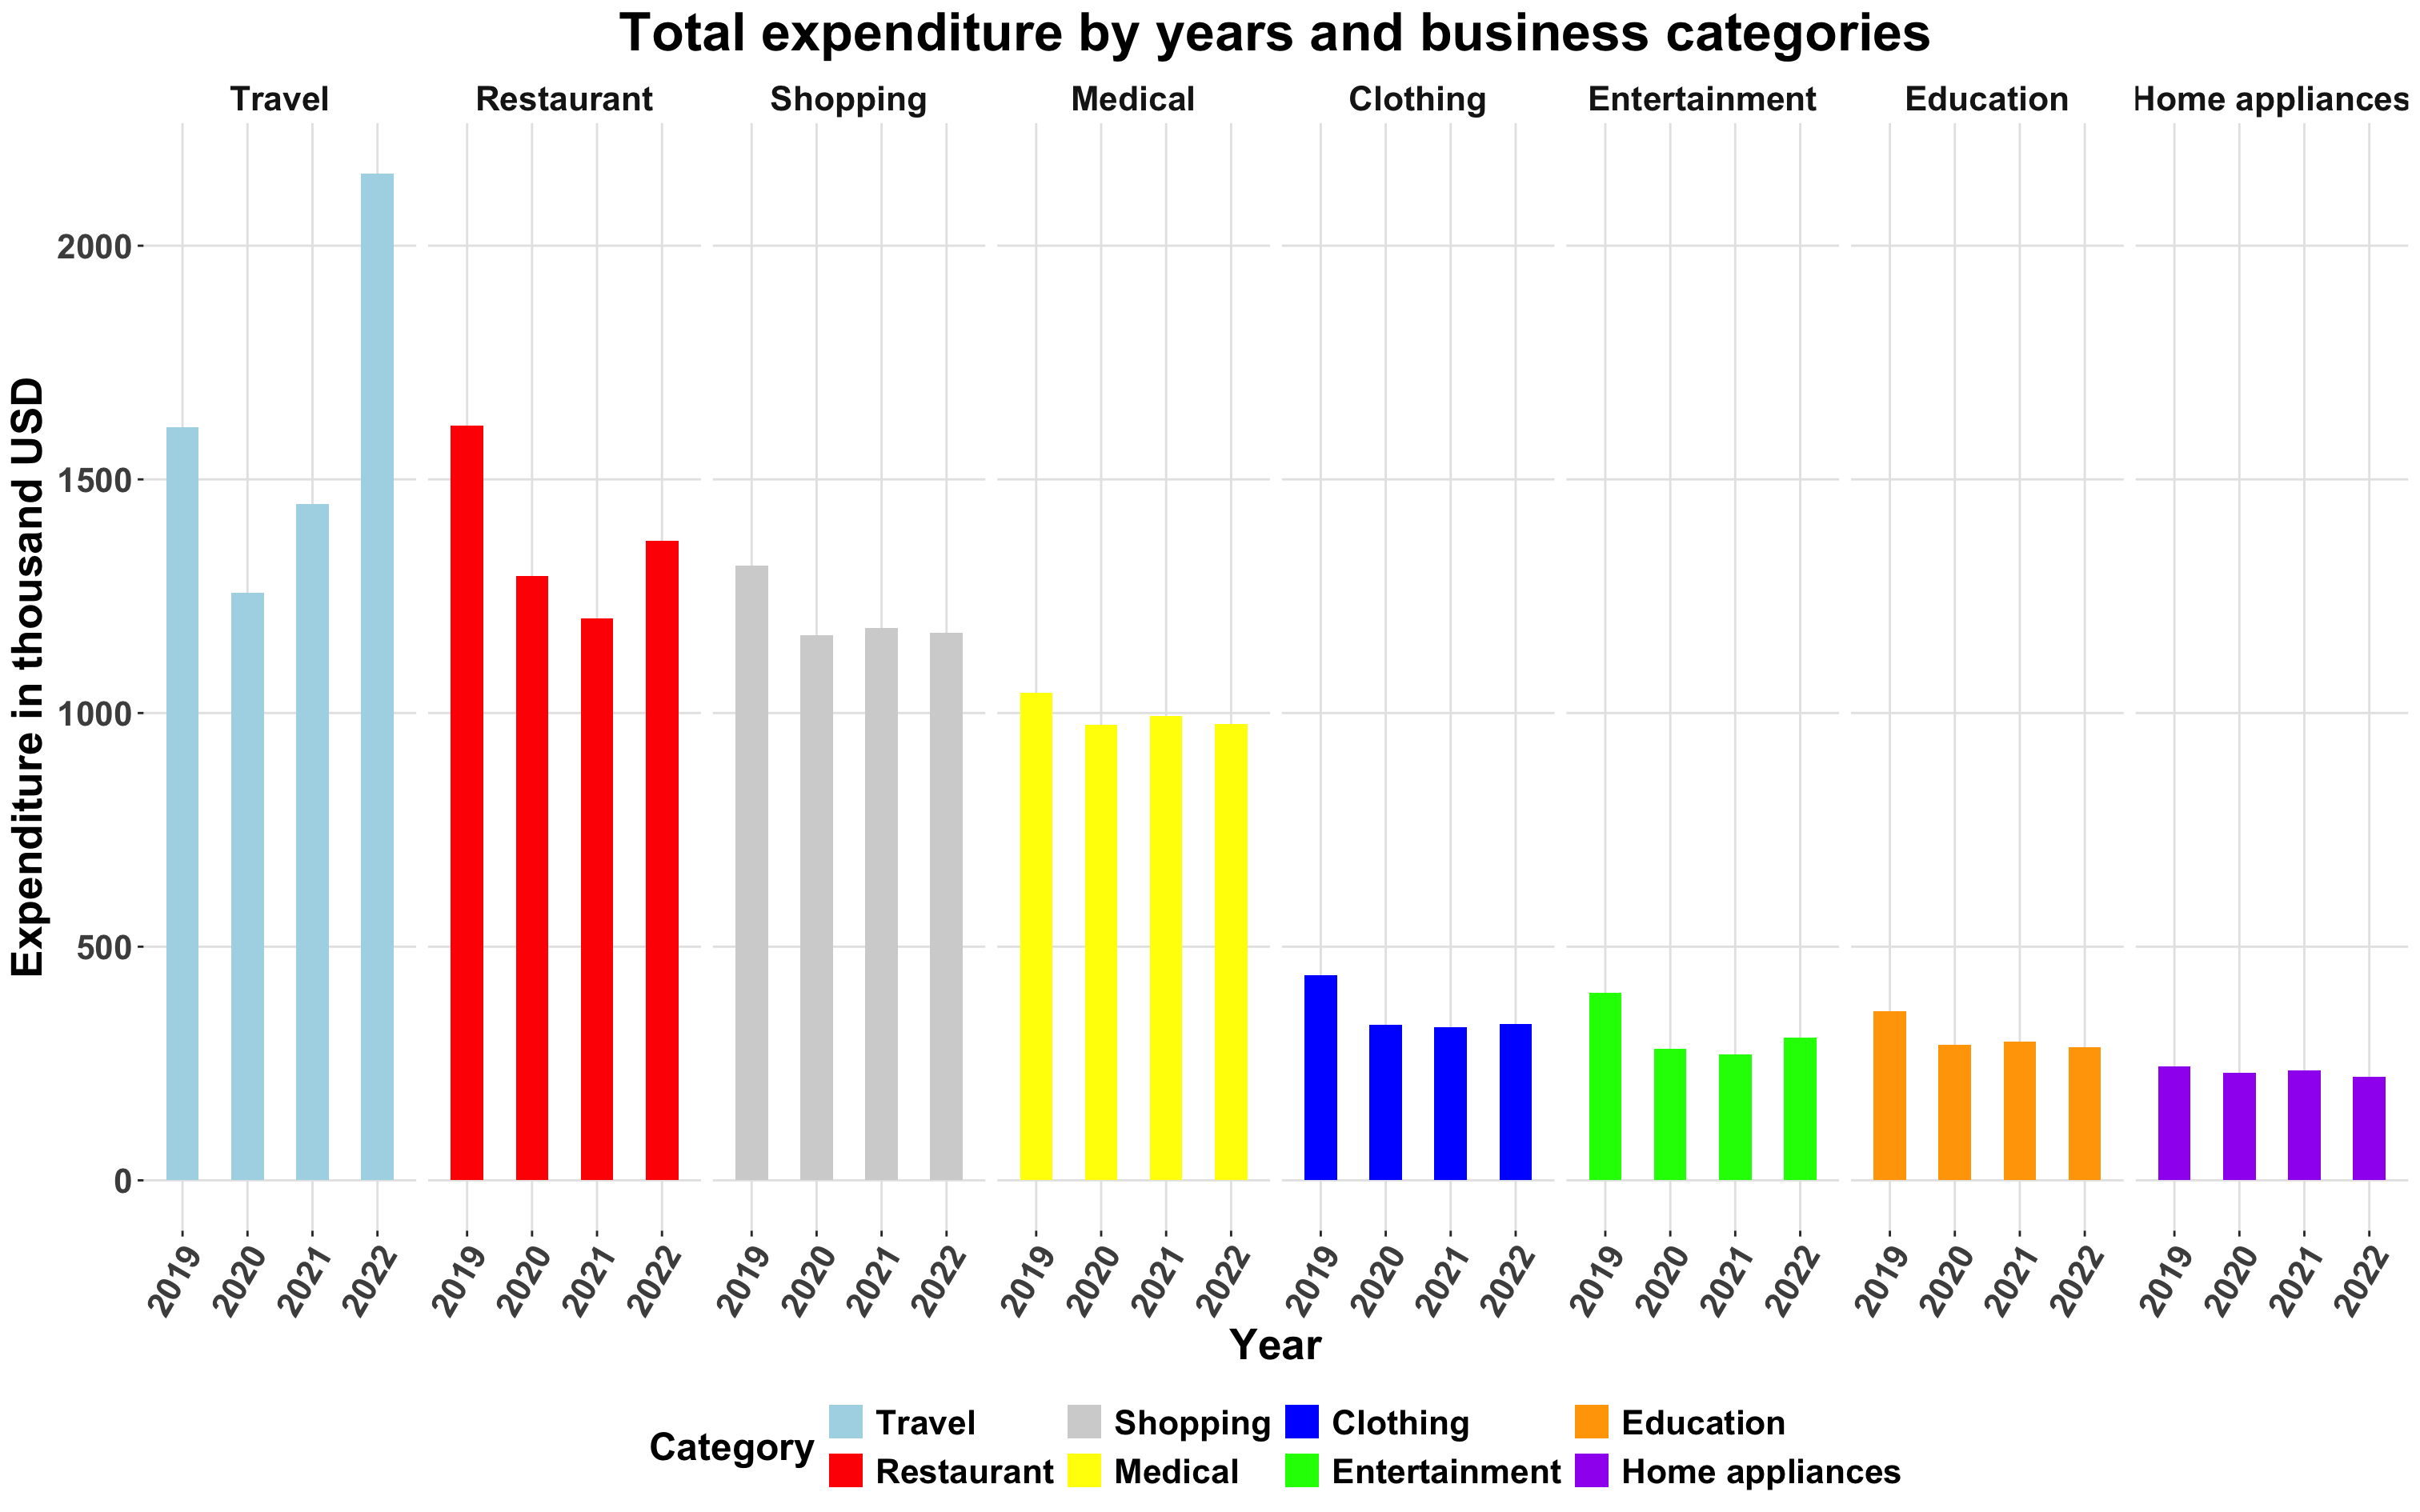 Total expenditure by years and business categories
Travel Restaurant Shopping Medical Clothing Entertainment Education Home appliances
Expenditure in thousand USD
2000
1500
1000
500
0
2019 2020 2021 2022 2019 2020 2021 2022 2019 2020 2021 2022 2019 2020 2021 2022 2019 2020 2021 2022 2019 2020 2021 2022 2019 2020 2021 2022 2019 2020 2021 2022
Year
Category
Travel Shopping Clothing Education
Restaurant Medical Entertainment Home appliances